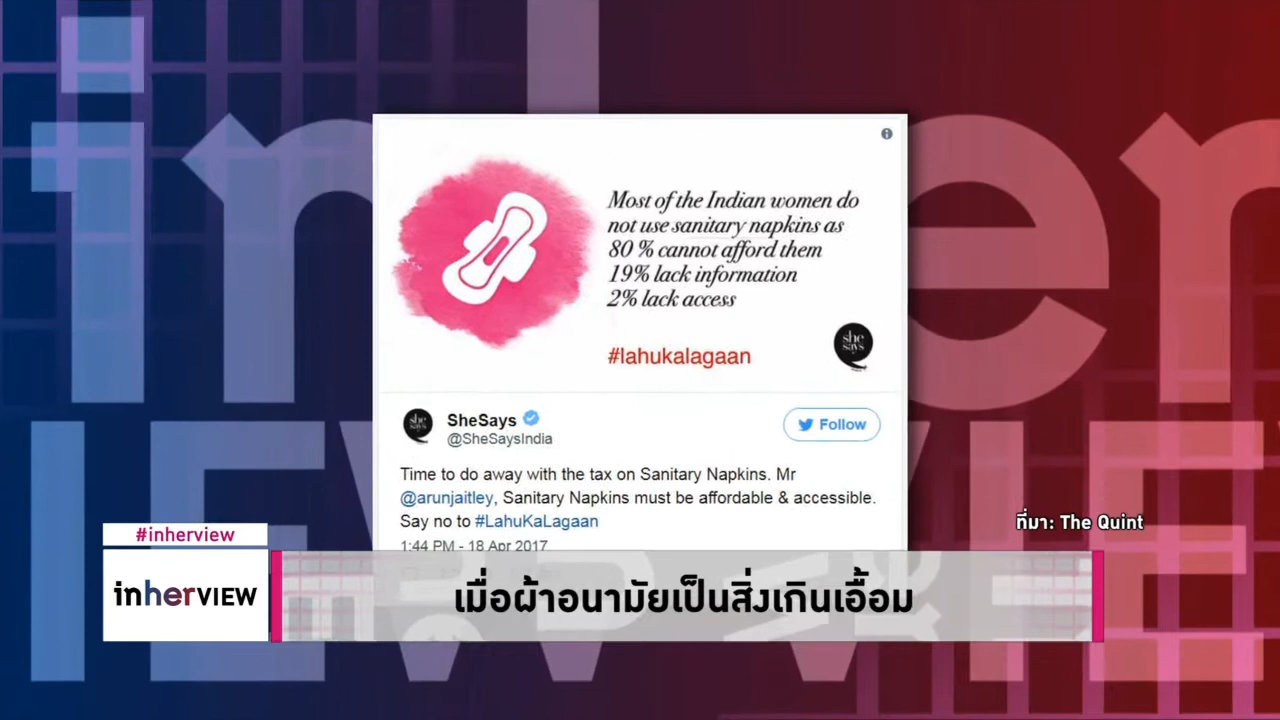 Most of the Indian women do
not use sanitary napkins as
80 % cannot afford them
19% lack information
2% lack access
#lahukalagaan
she
says
she
says
SheSays
@SheSaysIndia
Follow
Time to do away with the tax on Sanitary Napkins. Mr
@arunjaitley, Sanitary Napkins must be affordable & accessible.
Say no to #LahuKaLagaan
1:44 PM - 18 Apr 2017
ที่มา: The Quint
#inherview
inherVIEW
เมื่อผ้าอนามัยเป็นสิ่งเกินเอื้อม